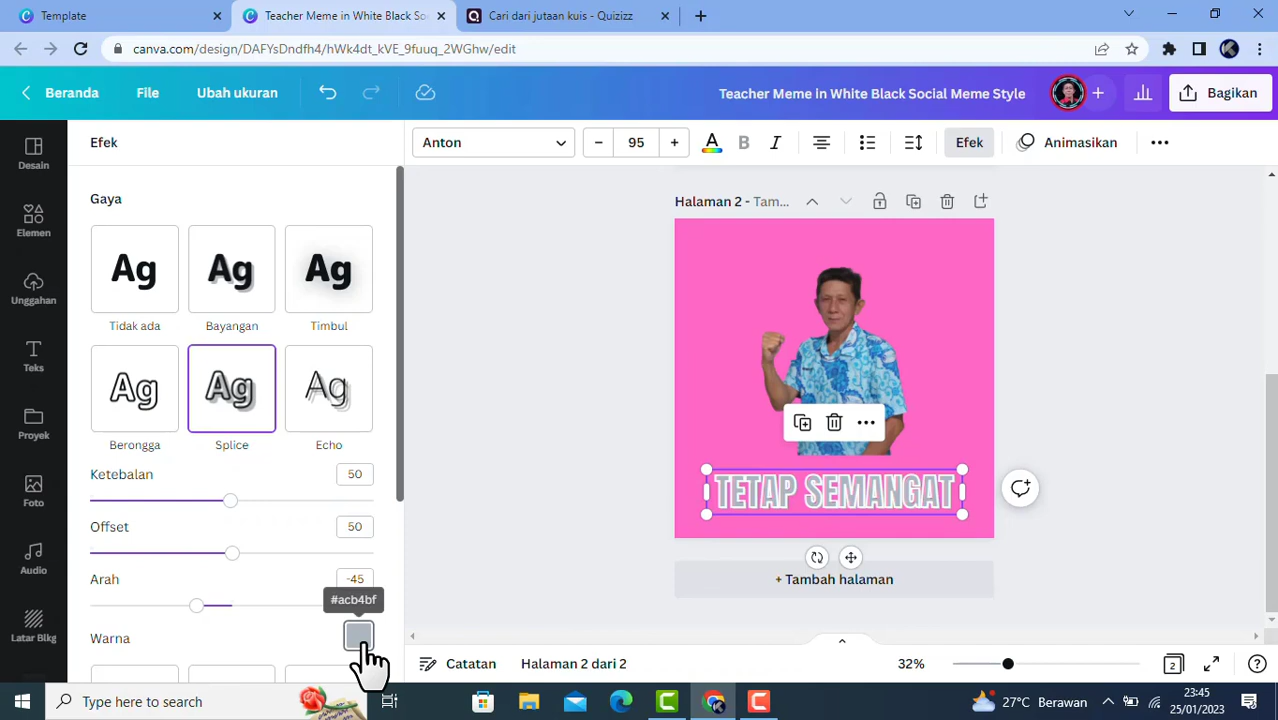 Template
Teacher Meme in White Black So
Cari dari jutaan kuis - Quizizz
canva.com/design/DAFYsDndfh4/hWk4dt_kVE_9fuuq_2WGhw/edit
Beranda
File
Ubah ukuran
Teacher Meme in White Black Social Meme Style
Bagikan
Desain
Elemen
Unggahan
Teks
Proyek
Foto
Audio
Latar Blkg
Efek
Anton
95
A
B
I
Efek
Animasikan
Gaya
Ag
Ag
Ag
Tidak ada
Bayangan
Timbul
Ag
Ag
Ag
Berongga
Splice
Echo
Ketebalan
50
Offset
50
Arah
-45
#acb4bf
Warna
Halaman 2 - Tam...
TETAP SEMANGAT
+ Tambah halaman
Catatan
Halaman 2 dari 2
32%
2
Type here to search
27°C Berawan
23:45
25/01/2023